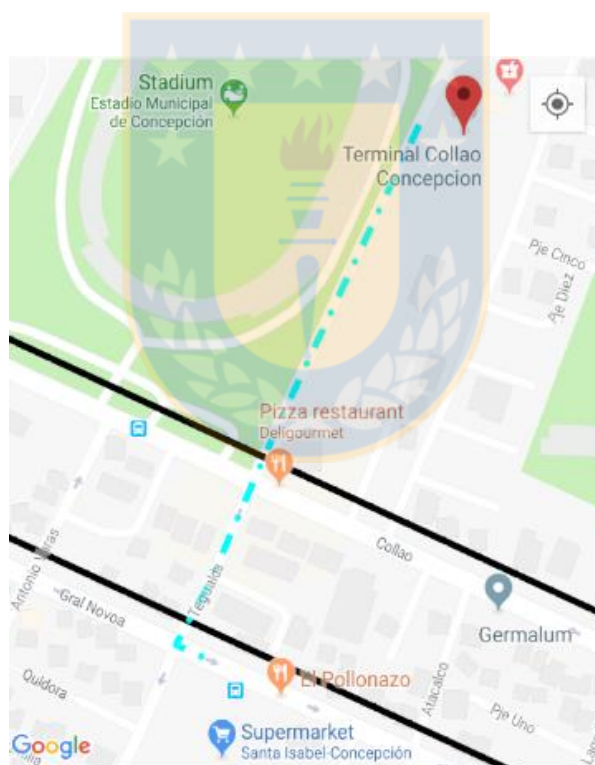 Stadium
Estadio Municipal
de Concepción
Terminal Collao
Concepcion
Pje Cinco
Pje Diez
Pizza restaurant
Deligourmet
Collao
Antonio Varas
Tegualda
Gral Novoa
Germalum
Quidora
El Pollonazo
Atacalco
Pje Uno
Supermarket
Santa Isabel-Concepción
Google